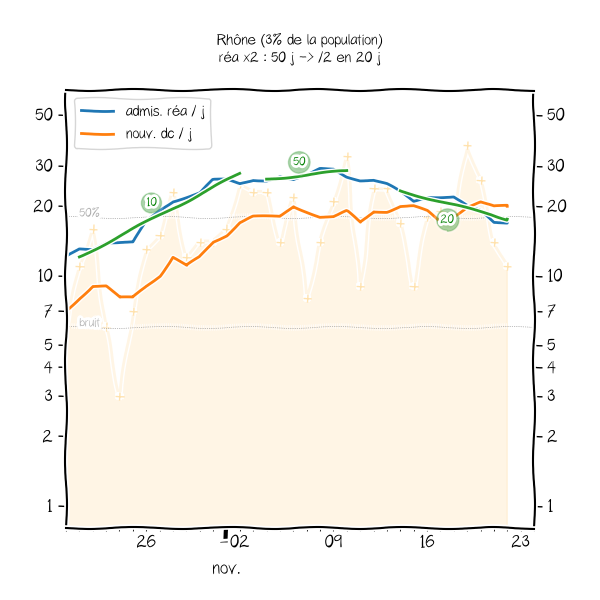 Rhône (3% de la population)
réa x2 : 50 j -> /2 en 20 j
admis. réa / j
nouv. dc / j
50 50
30 30
20 20
10 10
7 7
5 5
4 4
3 3
2 2
1 1
50%
bruit
10
50
20
26 02 09 16 23
nov.